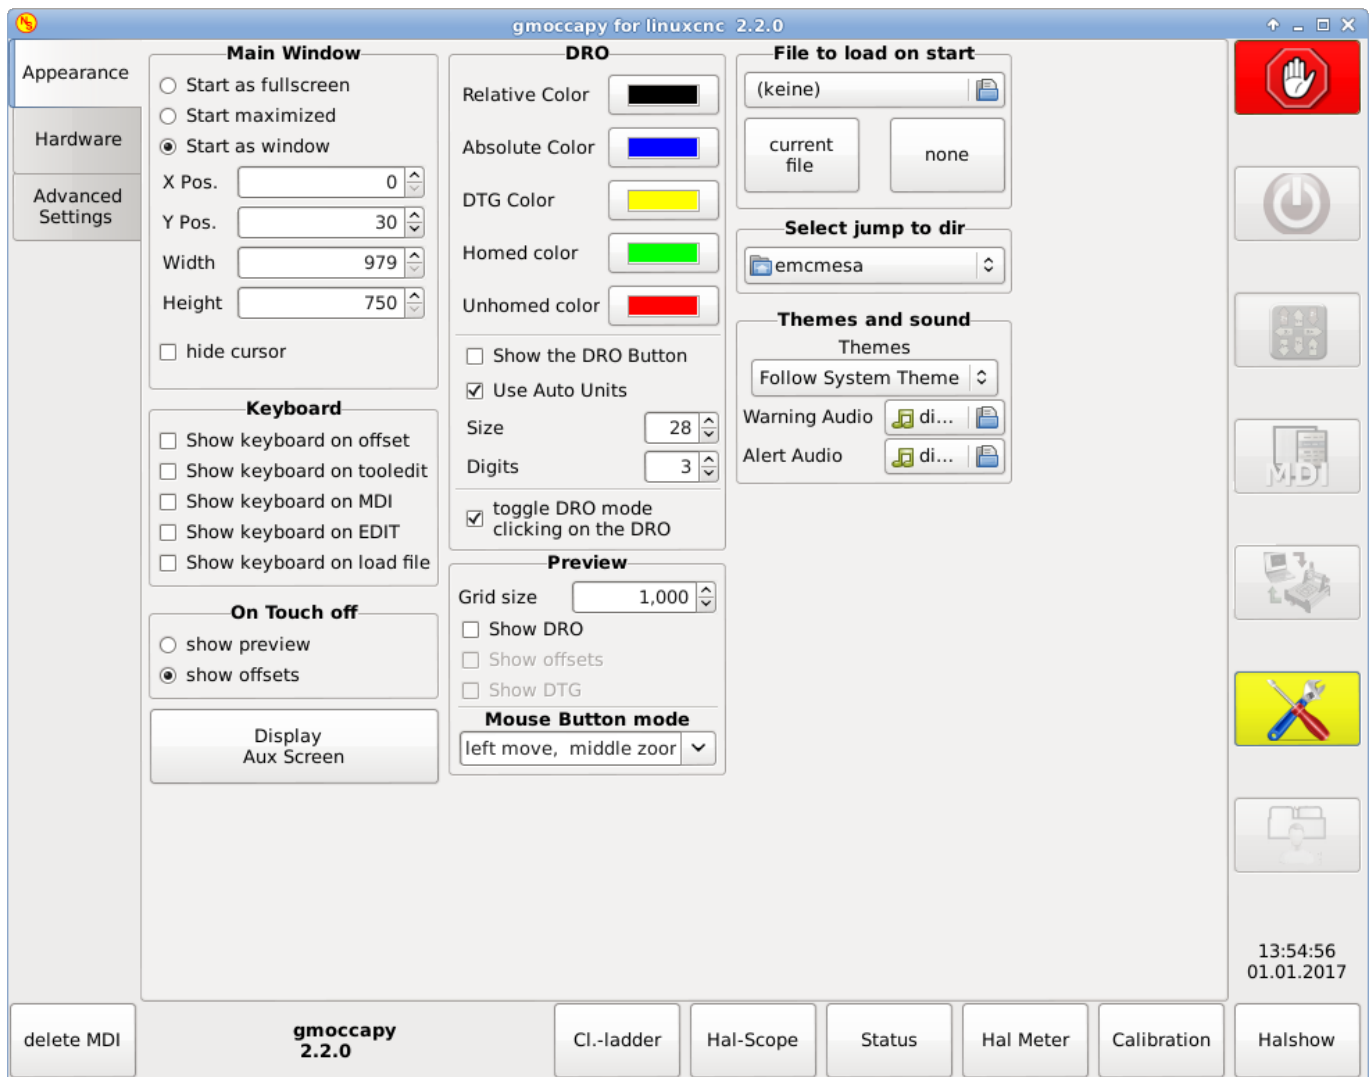 gmoccapy for linuxcnc 2.2.0
Appearance
Hardware
Advanced
Settings
Main Window
Start as fullscreen
Start maximized
Start as window
X Pos. 0
Y Pos. 30
Width 979
Height 750
hide cursor
Keyboard
Show keyboard on offset
Show keyboard on tooledit
Show keyboard on MDI
Show keyboard on EDIT
Show keyboard on load file
On Touch off
show preview
show offsets
Display
Aux Screen
DRO
Relative Color
Absolute Color
DTG Color
Homed color
Unhomed color
Show the DRO Button
Use Auto Units
Size 28
Digits 3
toggle DRO mode
clicking on the DRO
Preview
Grid size 1,000
Show DRO
Show offsets
Show DTG
Mouse Button mode
left move, middle zoor
File to load on start
(keine)
current
file
none
Select jump to dir
emcmesa
Themes and sound
Themes
Follow System Theme
Warning Audio di...
Alert Audio di...
MDI
13:54:56
01.01.2017
delete MDI
gmoccapy
2.2.0
Cl.-ladder
Hal-Scope
Status
Hal Meter
Calibration
Halshow